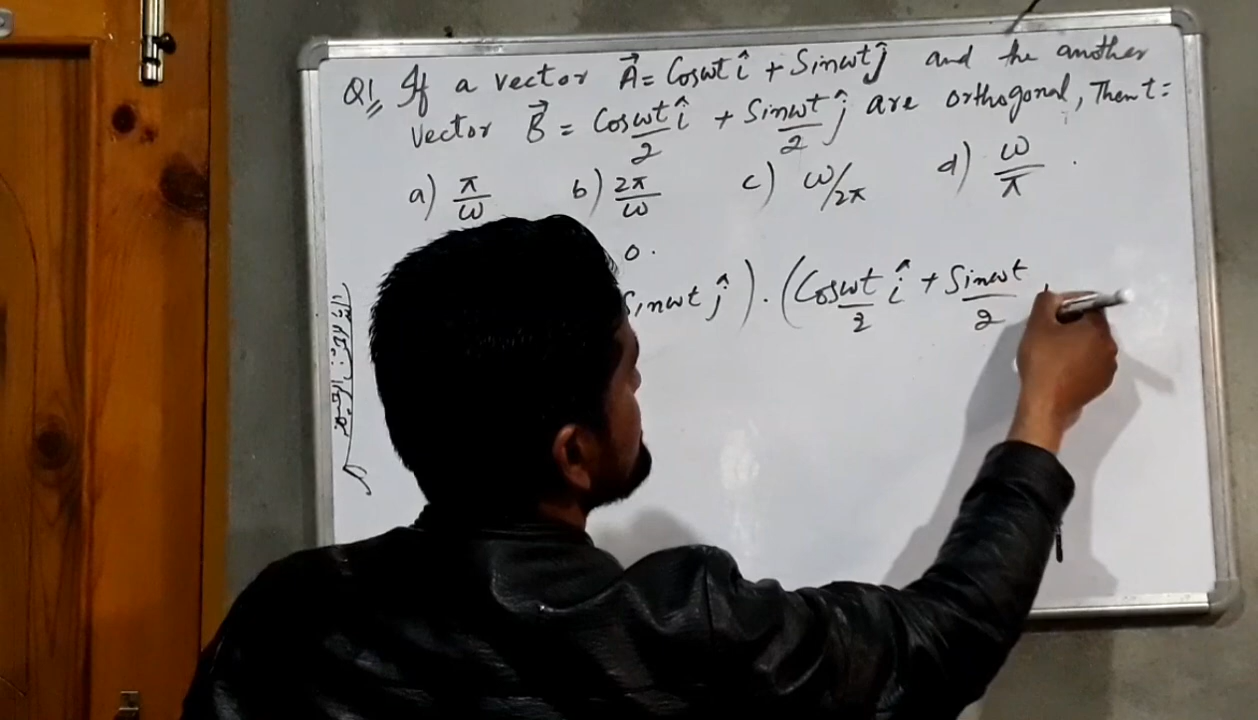 Q1, If a vector A⃗ = Cosωt î + Sinωt ĵ and the another
vector B⃗ = Cos ωt/2 î + Sin ωt/2 ĵ are orthogonal, Then t =
a) π/ω b) 2π/ω c) ω/2π d) ω/π .
0 .
Sinωt ĵ ) . ( Cos ωt/2 î + Sin ωt/2